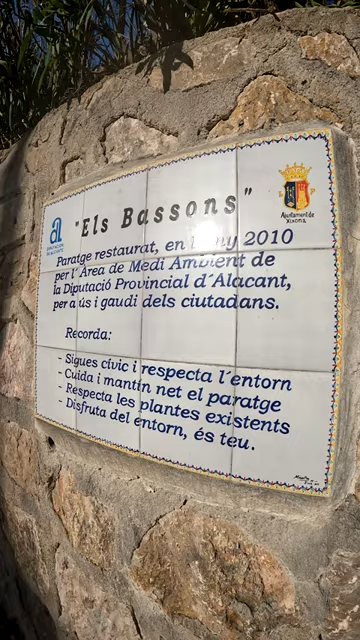 "Els Bassons"
Ajuntament de
Xixona
Paratge restaurat, en 2010
per l´Àrea de Medi Ambient de
la Diputació Provincial d´Alacant,
per a ús i gaudi dels ciutadans.
Recorda:
- Sigues cívic i respecta l´entorn
- Cuida i mantín net el paratge
- Respecta les plantes existents
- Disfruta del entorn, és teu.